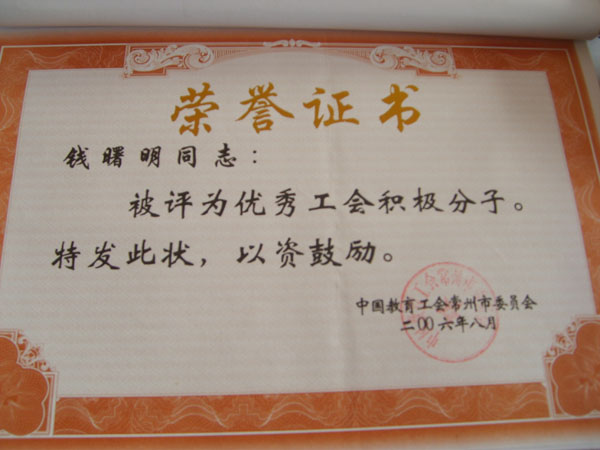 荣誉证书
钱曙明同志：
被评为优秀工会积极分子。
特发此状，以资鼓励。
中国教育工会常州市委员会
二〇〇六年八月